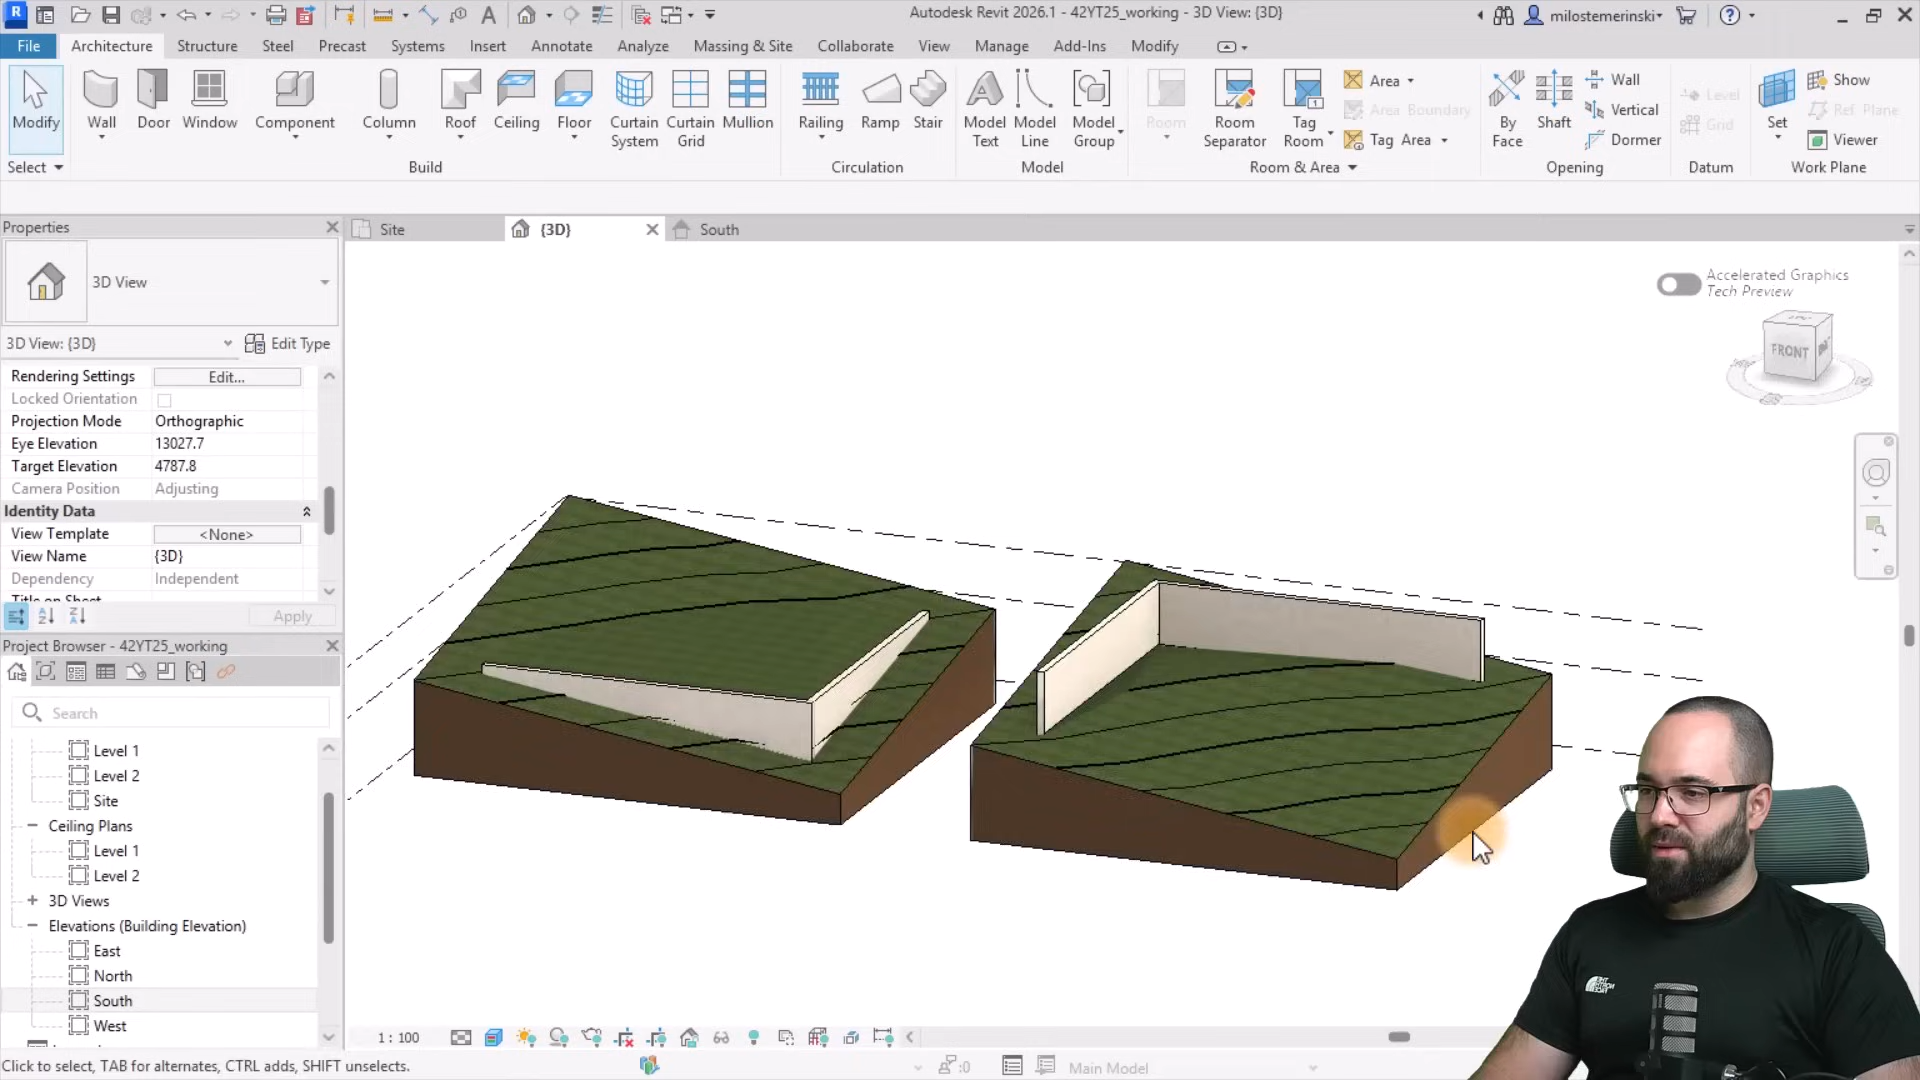 Autodesk Revit 2026.1 - 42YT25_working - 3D View: {3D}
milostemerinski
File
Architecture
Structure
Steel
Precast
Systems
Insert
Annotate
Analyze
Massing & Site
Collaborate
View
Manage
Add-Ins
Modify
Modify
Wall
Door
Window
Component
Column
Roof
Ceiling
Floor
Curtain System
Curtain Grid
Mullion
Railing
Ramp
Stair
Model Text
Model Line
Model Group
Room
Room Separator
Tag Room
Area
Area Boundary
Tag Area
By Face
Shaft
Wall
Vertical
Dormer
Level
Grid
Set
Show
Ref Plane
Viewer
Select
Build
Circulation
Model
Room & Area
Opening
Datum
Work Plane
Properties
Site
{3D}
South
3D View
3D View: {3D}
Edit Type
Rendering Settings
Edit...
Locked Orientation
Projection Mode
Orthographic
Eye Elevation
13027.7
Target Elevation
4787.8
Camera Position
Adjusting
Identity Data
View Template
<None>
View Name
{3D}
Dependency
Independent
Title on Sheet
Apply
Project Browser - 42YT25_working
Search
Level 1
Level 2
Site
Ceiling Plans
Level 1
Level 2
3D Views
Elevations (Building Elevation)
East
North
South
West
Accelerated Graphics
Tech Preview
FRONT
THE
NORTH
FACE
1 : 100
Click to select, TAB for alternates, CTRL adds, SHIFT unselects.
:0
Main Model